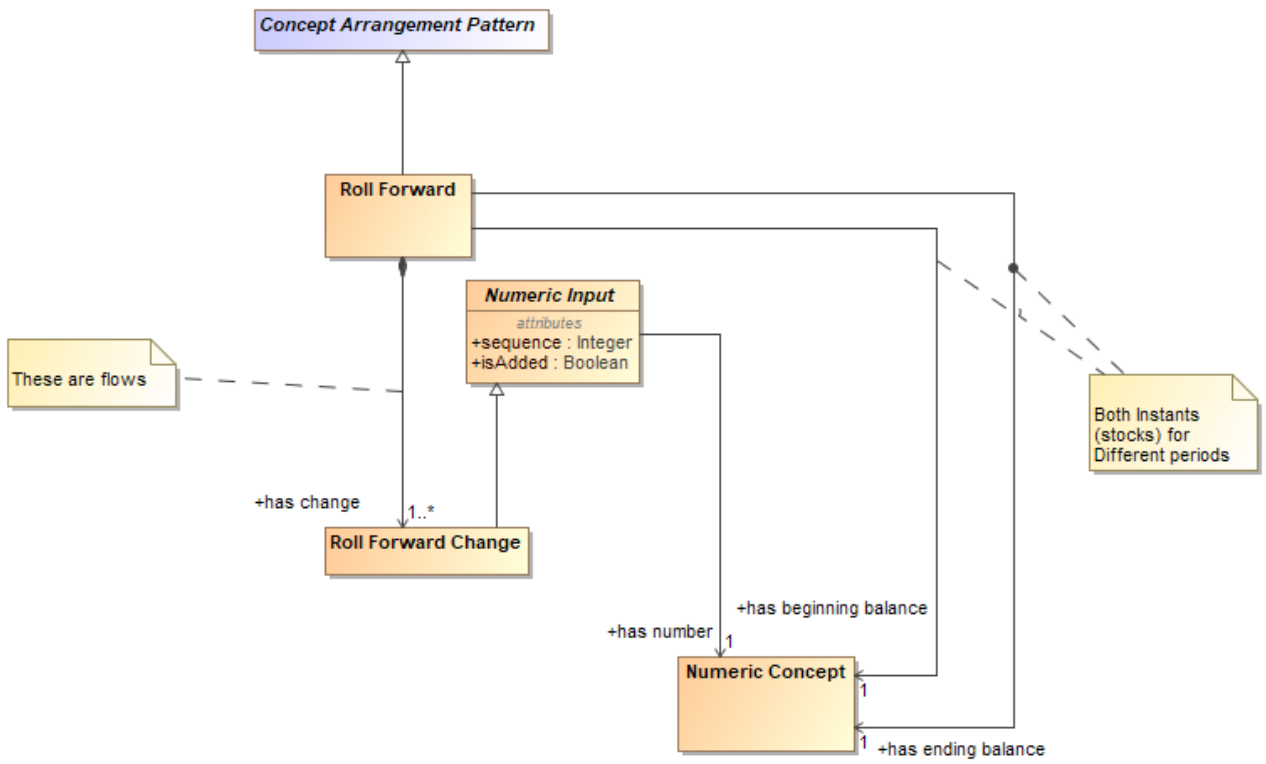 Concept Arrangement Pattern
Roll Forward
Numeric Input
attributes
+sequence : Integer
+isAdded : Boolean
These are flows
Both Instants
(stocks) for
Different periods
+has change
1..*
Roll Forward Change
+has beginning balance
+has number
1
Numeric Concept
1
1
+has ending balance